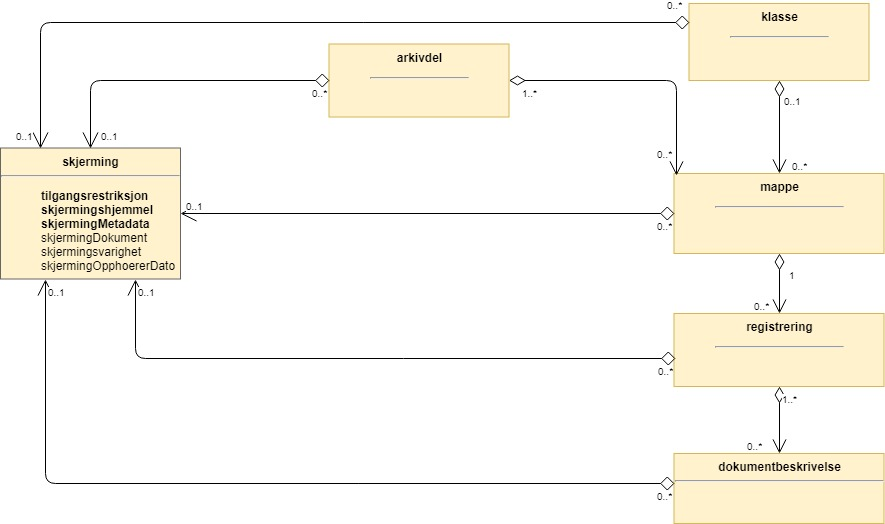 0..*
klasse
arkivdel
0..*
1..*
0..1
0..1
0..1
skjerming
0..*
0..*
mappe
tilgangsrestriksjon
skjermingshjemmel
skjermingMetadata
skjermingDokument
skjermingsvarighet
skjermingOpphoererDato
0..1
0..*
1
0..1
0..1
0..*
registrering
0..*
1..*
0..*
dokumentbeskrivelse
0..*